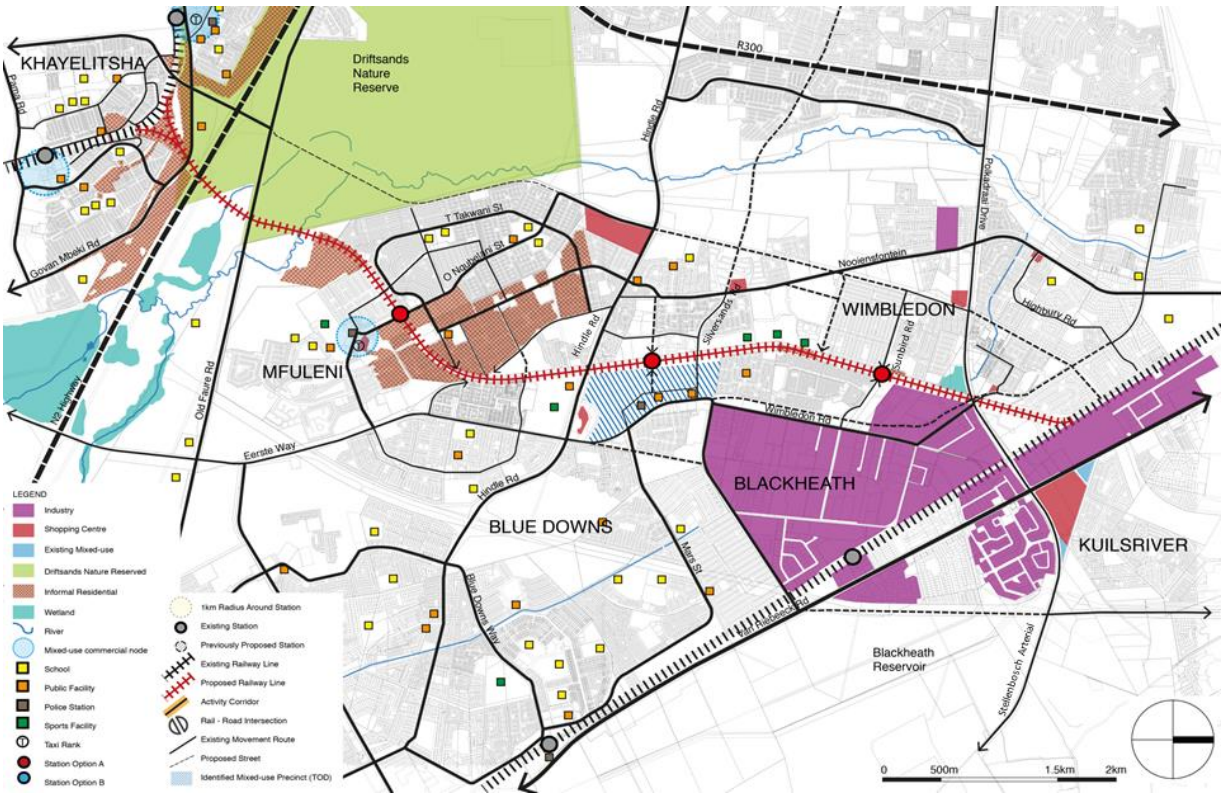 KHAYELITSHA
Pama Rd
Govan Mbeki Rd
Driftsands
Nature
Reserve
R300
Hindle Rd
Polkadraai Drive
T Takwani St
O Nqubelani St
Nooiensfontein
WIMBLEDON
Highbury Rd
Silversands Rd
Sunbird Rd
Hindle Rd
MFULENI
N2 Highway
Old Faure Rd
Eerste Way
Wimbledon Rd
Hindle Rd
BLACKHEATH
BLUE DOWNS
KUILSRIVER
Mars St
Blue Downs Way
Van Riebeeck Rd
Blackheath
Reservoir
Stellenbosch Arterial
T
T
LEGEND
Industry
Shopping Centre
Existing Mixed-use
Driftsands Nature Reserved
Informal Residential
Wetland
River
Mixed-use commercial node
School
Public Facility
Police Station
Sports Facility
T
Taxi Rank
Station Option A
Station Option B
1km Radius Around Station
Existing Station
Previously Proposed Station
Existing Railway Line
Proposed Railway Line
Activity Corridor
Rail - Road Intersection
Existing Movement Route
Proposed Street
Identified Mixed-use Precinct (TOD)
0 500m 1.5km 2km